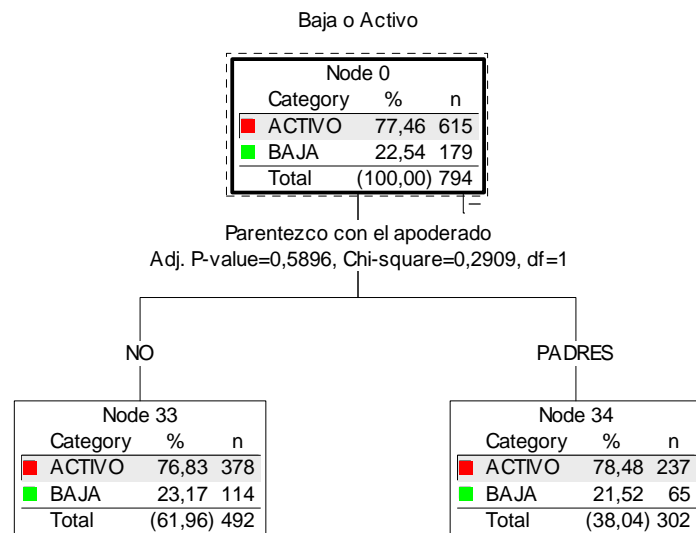 Baja o Activo
Node 0
Category % n
ACTIVO 77,46 615
BAJA 22,54 179
Total (100,00) 794
Parentezco con el apoderado
Adj. P-value=0,5896, Chi-square=0,2909, df=1
NO
PADRES
Node 33
Category % n
ACTIVO 76,83 378
BAJA 23,17 114
Total (61,96) 492
Node 34
Category % n
ACTIVO 78,48 237
BAJA 21,52 65
Total (38,04) 302